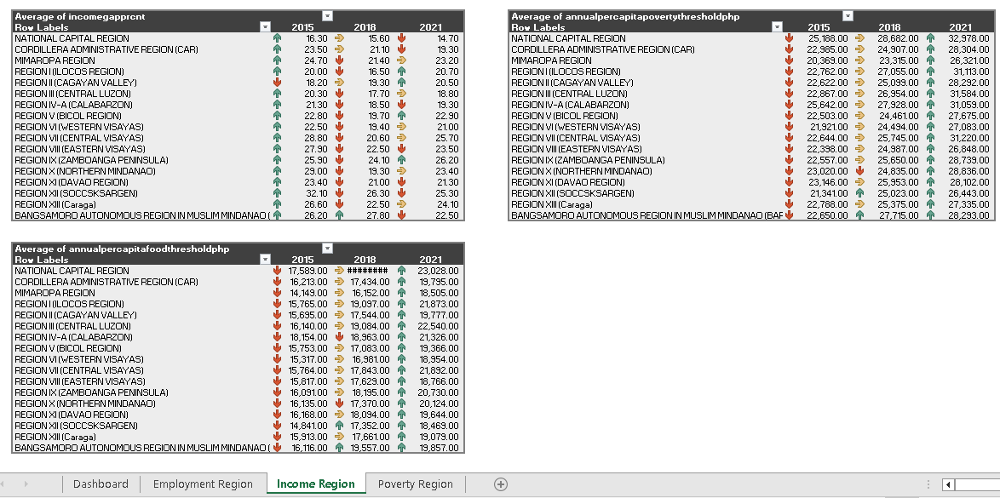 Average of incomegapprcnt
Row Labels 2015 2018 2021
NATIONAL CAPITAL REGION 16.30 15.60 14.70
CORDILLERA ADMINISTRATIVE REGION (CAR) 23.50 21.10 19.30
MIMAROPA REGION 24.70 21.40 23.20
REGION I (ILOCOS REGION) 20.00 16.50 20.70
REGION II (CAGAYAN VALLEY) 18.20 19.30 20.50
REGION III (CENTRAL LUZON) 20.30 17.70 18.80
REGION IV-A (CALABARZON) 21.30 18.50 19.30
REGION V (BICOL REGION) 22.80 19.70 22.90
REGION VI (WESTERN VISAYAS) 22.50 19.40 21.00
REGION VII (CENTRAL VISAYAS) 28.80 20.60 25.70
REGION VIII (EASTERN VISAYAS) 27.90 22.50 23.50
REGION IX (ZAMBOANGA PENINSULA) 25.90 24.10 26.20
REGION X (NORTHERN MINDANAO) 29.00 19.30 23.40
REGION XI (DAVAO REGION) 23.40 21.00 21.30
REGION XII (SOCCSKSARGEN) 32.10 26.30 25.30
REGION XIII (Caraga) 26.60 22.50 24.10
BANGSAMORO AUTONOMOUS REGION IN MUSLIM MINDANAO ( 26.20 27.80 22.50
Average of annualpercapitapovertythresholdphp
Row Labels 2015 2018 2021
NATIONAL CAPITAL REGION 25,188.00 28,682.00 32,978.00
CORDILLERA ADMINISTRATIVE REGION (CAR) 22,985.00 24,907.00 28,304.00
MIMAROPA REGION 20,369.00 23,315.00 26,321.00
REGION I (ILOCOS REGION) 22,762.00 27,055.00 31,113.00
REGION II (CAGAYAN VALLEY) 22,622.00 25,099.00 28,292.00
REGION III (CENTRAL LUZON) 22,867.00 26,954.00 31,584.00
REGION IV-A (CALABARZON) 25,642.00 27,928.00 31,059.00
REGION V (BICOL REGION) 22,503.00 24,461.00 27,675.00
REGION VI (WESTERN VISAYAS) 21,921.00 24,494.00 27,083.00
REGION VII (CENTRAL VISAYAS) 22,644.00 25,745.00 31,220.00
REGION VIII (EASTERN VISAYAS) 22,398.00 24,987.00 26,848.00
REGION IX (ZAMBOANGA PENINSULA) 22,557.00 25,650.00 28,739.00
REGION X (NORTHERN MINDANAO) 23,020.00 24,835.00 28,836.00
REGION XI (DAVAO REGION) 23,146.00 25,953.00 28,102.00
REGION XII (SOCCSKSARGEN) 21,341.00 25,023.00 26,443.00
REGION XIII (Caraga) 22,788.00 25,375.00 27,335.00
BANGSAMORO AUTONOMOUS REGION IN MUSLIM MINDANAO (BAR 22,650.00 27,715.00 28,293.00
Average of annualpercapitafoodthresholdphp
Row Labels 2015 2018 2021
NATIONAL CAPITAL REGION 17,589.00 ######## 23,028.00
CORDILLERA ADMINISTRATIVE REGION (CAR) 16,213.00 17,434.00 19,795.00
MIMAROPA REGION 14,149.00 16,152.00 18,505.00
REGION I (ILOCOS REGION) 15,765.00 19,097.00 21,873.00
REGION II (CAGAYAN VALLEY) 15,695.00 17,544.00 19,777.00
REGION III (CENTRAL LUZON) 16,140.00 19,084.00 22,540.00
REGION IV-A (CALABARZON) 18,154.00 18,963.00 21,326.00
REGION V (BICOL REGION) 15,753.00 17,083.00 19,366.00
REGION VI (WESTERN VISAYAS) 15,317.00 16,981.00 18,954.00
REGION VII (CENTRAL VISAYAS) 15,764.00 17,843.00 21,892.00
REGION VIII (EASTERN VISAYAS) 15,817.00 17,629.00 18,766.00
REGION IX (ZAMBOANGA PENINSULA) 16,091.00 18,195.00 20,730.00
REGION X (NORTHERN MINDANAO) 16,135.00 17,370.00 20,124.00
REGION XI (DAVAO REGION) 16,168.00 18,094.00 19,644.00
REGION XII (SOCCSKSARGEN) 14,841.00 17,352.00 18,469.00
REGION XIII (Caraga) 15,913.00 17,661.00 19,079.00
BANGSAMORO AUTONOMOUS REGION IN MUSLIM MINDANAO ( 16,116.00 19,557.00 19,857.00
Dashboard Employment Region Income Region Poverty Region